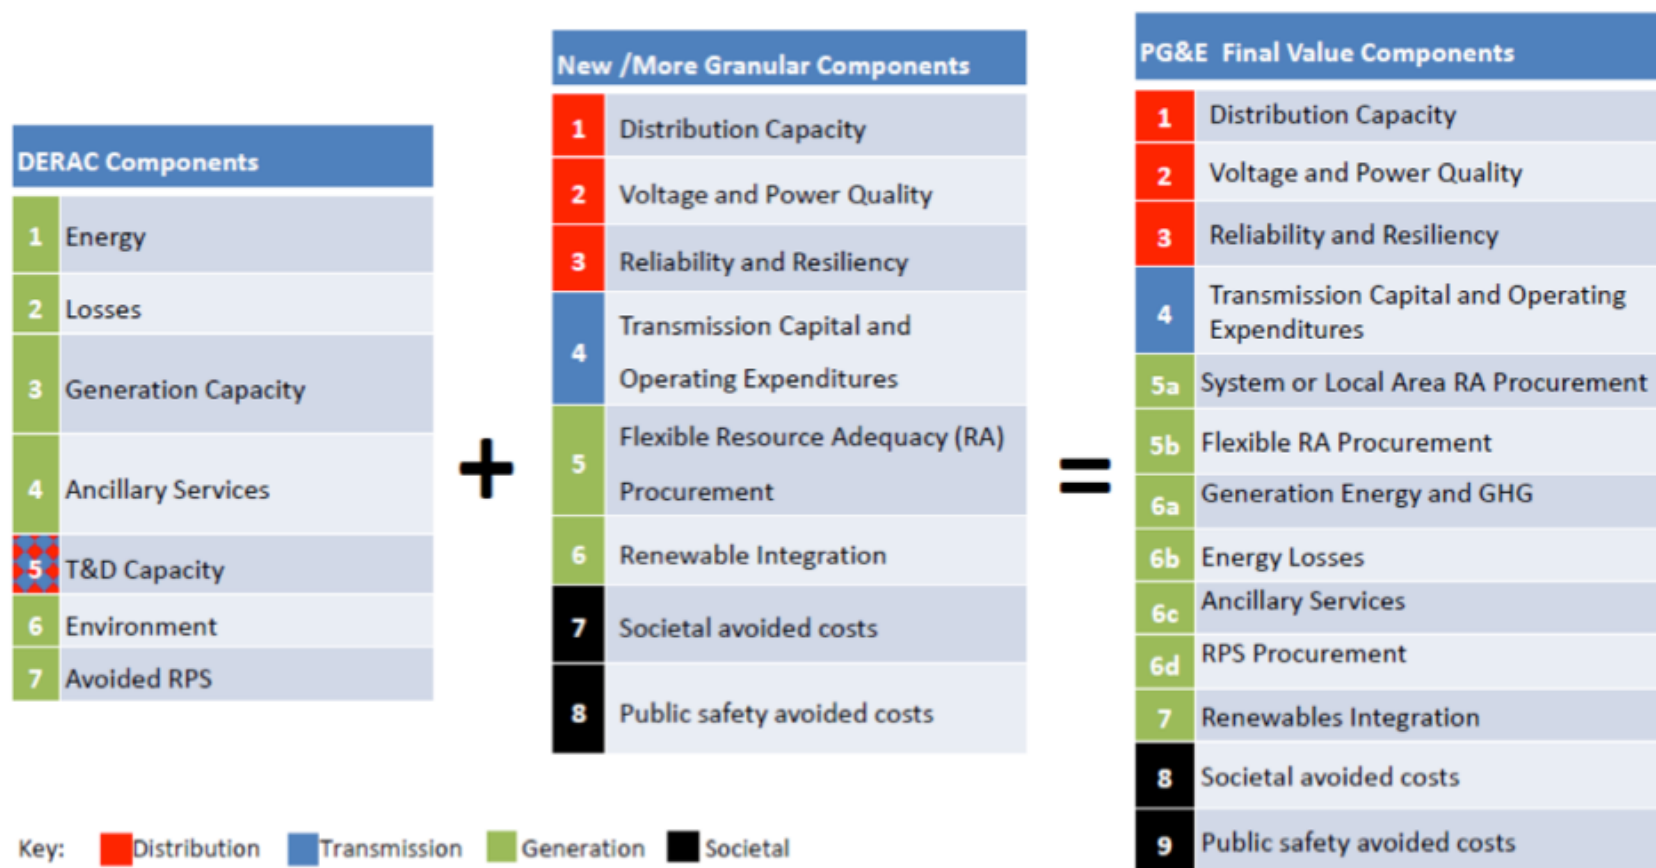 DERAC Components
1 Energy
2 Losses
3 Generation Capacity
4 Ancillary Services
5 T&D Capacity
6 Environment
7 Avoided RPS
+
New /More Granular Components
1 Distribution Capacity
2 Voltage and Power Quality
3 Reliability and Resiliency
4 Transmission Capital and
Operating Expenditures
5 Flexible Resource Adequacy (RA)
Procurement
6 Renewable Integration
7 Societal avoided costs
8 Public safety avoided costs
=
PG&E Final Value Components
1 Distribution Capacity
2 Voltage and Power Quality
3 Reliability and Resiliency
4 Transmission Capital and Operating
Expenditures
5a System or Local Area RA Procurement
5b Flexible RA Procurement
6a Generation Energy and GHG
6b Energy Losses
6c Ancillary Services
6d RPS Procurement
7 Renewables Integration
8 Societal avoided costs
9 Public safety avoided costs
Key: Distribution Transmission Generation Societal